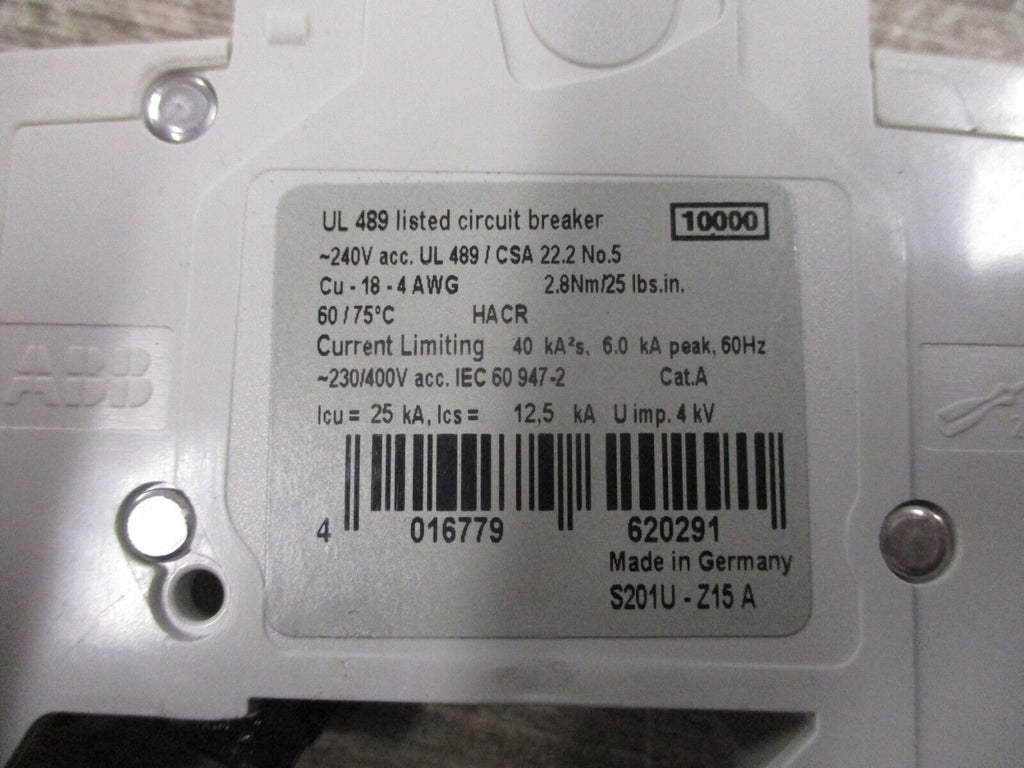 UL 489 listed circuit breaker 10000
~240V acc. UL 489 / CSA 22.2 No.5
Cu - 18 - 4 AWG 2.8Nm/25 lbs.in.
60 / 75°C HACR
Current Limiting 40 kA²s, 6.0 kA peak, 60Hz
~230/400V acc. IEC 60 947-2 Cat.A
Icu = 25 kA, Ics = 12,5 kA U imp. 4 kV
4 016779 620291
Made in Germany
S201U - Z15 A
ABB
2